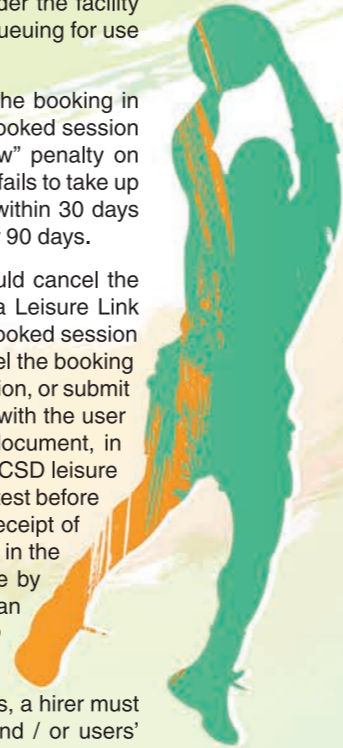 der the facility
ueuing for use
he booking in
ooked session
w” penalty on
fails to take up
within 30 days
90 days.
uld cancel the
a Leisure Link
ooked session
el the booking
ion, or submit
with the user
document, in
CSD leisure
test before
eceipt of
in the
e by
an
s, a hirer must
nd / or users’